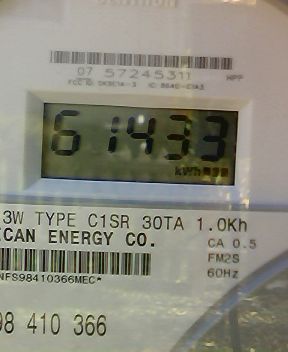 07 57245311 HPF
61433
kWh
3W TYPE C1SR 30TA 1.0Kh
CAN ENERGY CO.
CA 0.5
FM2S
60Hz
NFS98410366MEC*
98 410 366